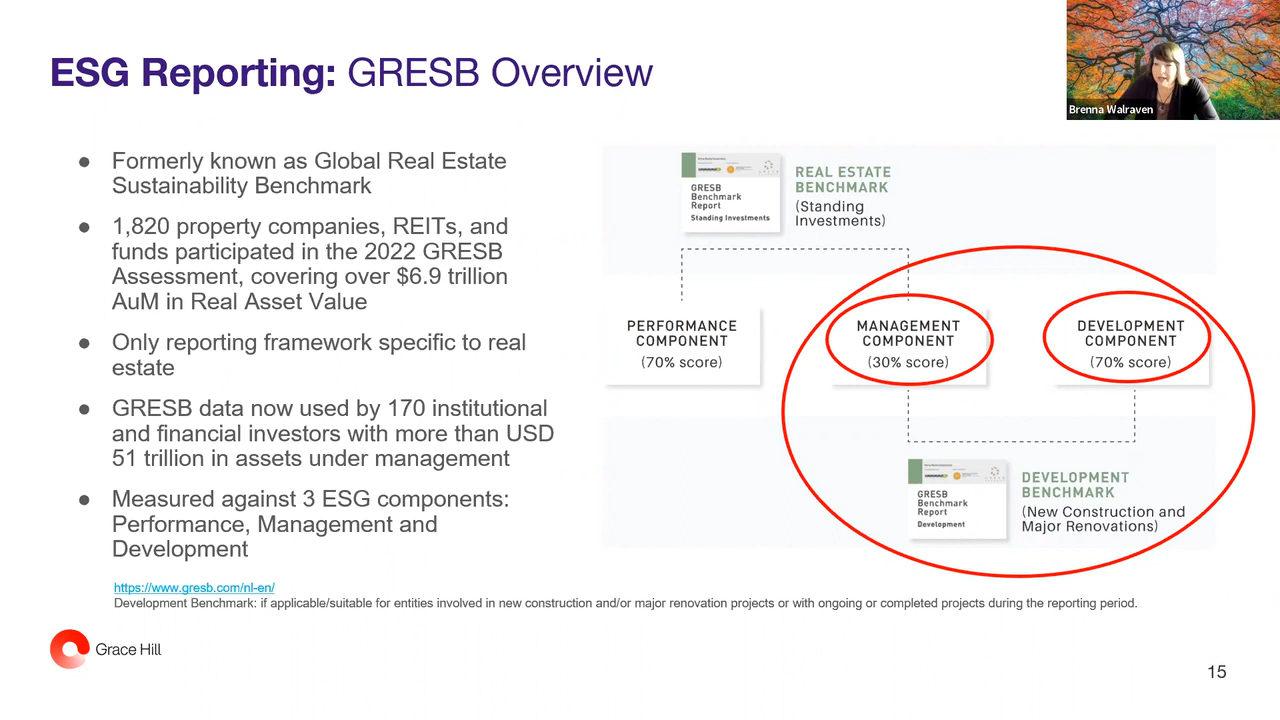 ESG Reporting: GRESB Overview
Brenna Walraven
● Formerly known as Global Real Estate
Sustainability Benchmark
● 1,820 property companies, REITs, and
funds participated in the 2022 GRESB
Assessment, covering over $6.9 trillion
AuM in Real Asset Value
● Only reporting framework specific to real
estate
● GRESB data now used by 170 institutional
and financial investors with more than USD
51 trillion in assets under management
● Measured against 3 ESG components:
Performance, Management and
Development
GRESB
Benchmark
Report
Standing Investments
REAL ESTATE
BENCHMARK
(Standing
Investments)
PERFORMANCE
COMPONENT
(70% score)
MANAGEMENT
COMPONENT
(30% score)
DEVELOPMENT
COMPONENT
(70% score)
GRESB
Benchmark
Report
Development
DEVELOPMENT
BENCHMARK
(New Construction and
Major Renovations)
https://www.gresb.com/nl-en/
Development Benchmark: if applicable/suitable for entities involved in new construction and/or major renovation projects or with ongoing or completed projects during the reporting period.
Grace Hill
15